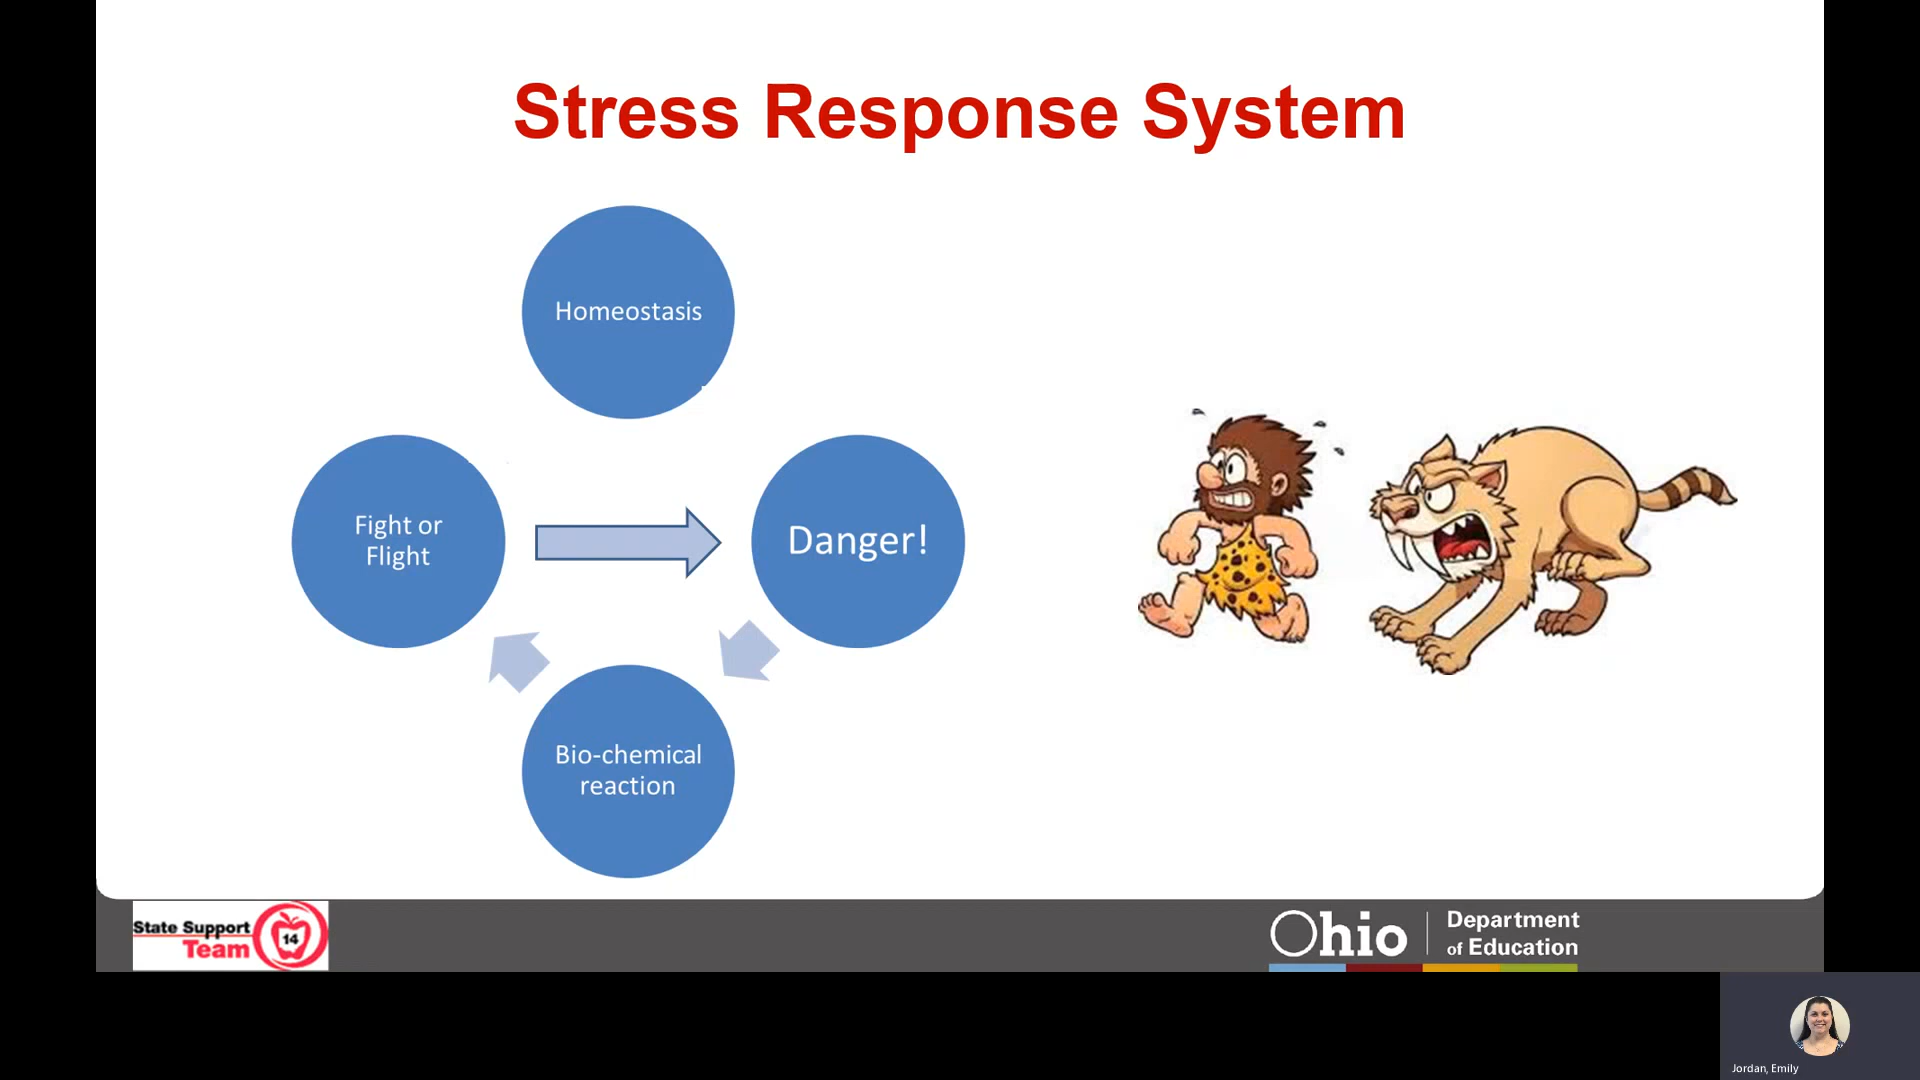 Stress Response System
Homeostasis
Fight or
Flight
Danger!
Bio-chemical
reaction
State Support
Team
14
Ohio
Department
of Education
Jordan, Emily